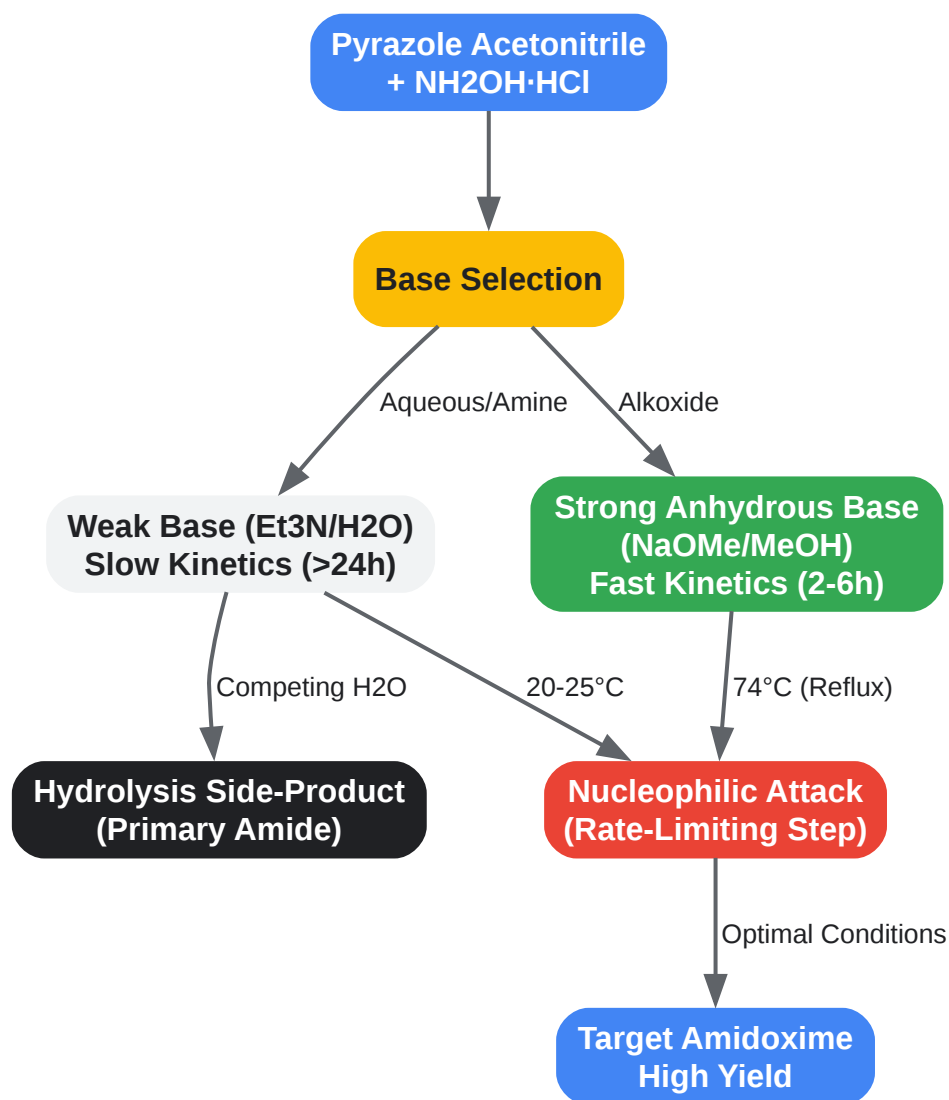 Pyrazole Acetonitrile
+ NH2OH·HCl
Base Selection
Aqueous/Amine
Alkoxide
Weak Base (Et3N/H2O)
Slow Kinetics (>24h)
Strong Anhydrous Base
(NaOMe/MeOH)
Fast Kinetics (2-6h)
Competing H2O
20-25°C
74°C (Reflux)
Hydrolysis Side-Product
(Primary Amide)
Nucleophilic Attack
(Rate-Limiting Step)
Optimal Conditions
Target Amidoxime
High Yield